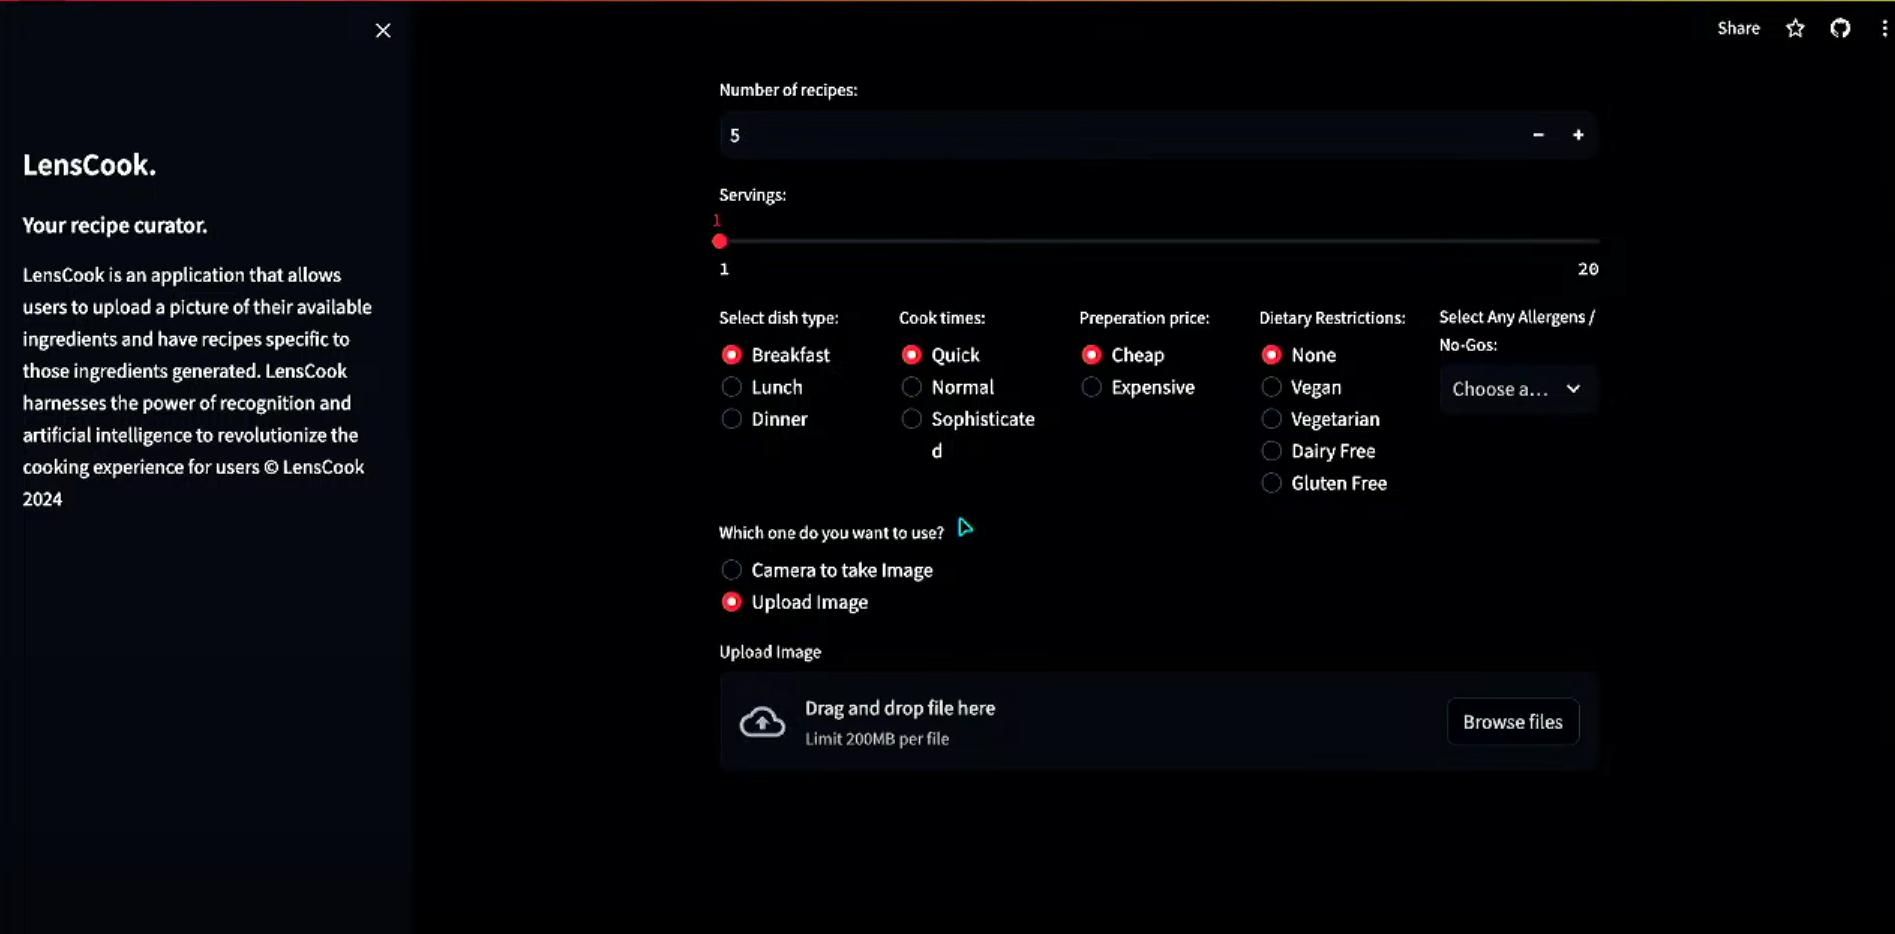 Share
LensCook.
Your recipe curator.
LensCook is an application that allows
users to upload a picture of their available
ingredients and have recipes specific to
those ingredients generated. LensCook
harnesses the power of recognition and
artificial intelligence to revolutionize the
cooking experience for users © LensCook
2024
Number of recipes:
5
Servings:
1
1
20
Select dish type:
Breakfast
Lunch
Dinner
Cook times:
Quick
Normal
Sophisticate
d
Preperation price:
Cheap
Expensive
Dietary Restrictions:
None
Vegan
Vegetarian
Dairy Free
Gluten Free
Select Any Allergens /
No-Gos:
Choose a...
Which one do you want to use?
Camera to take Image
Upload Image
Upload Image
Drag and drop file here
Limit 200MB per file
Browse files